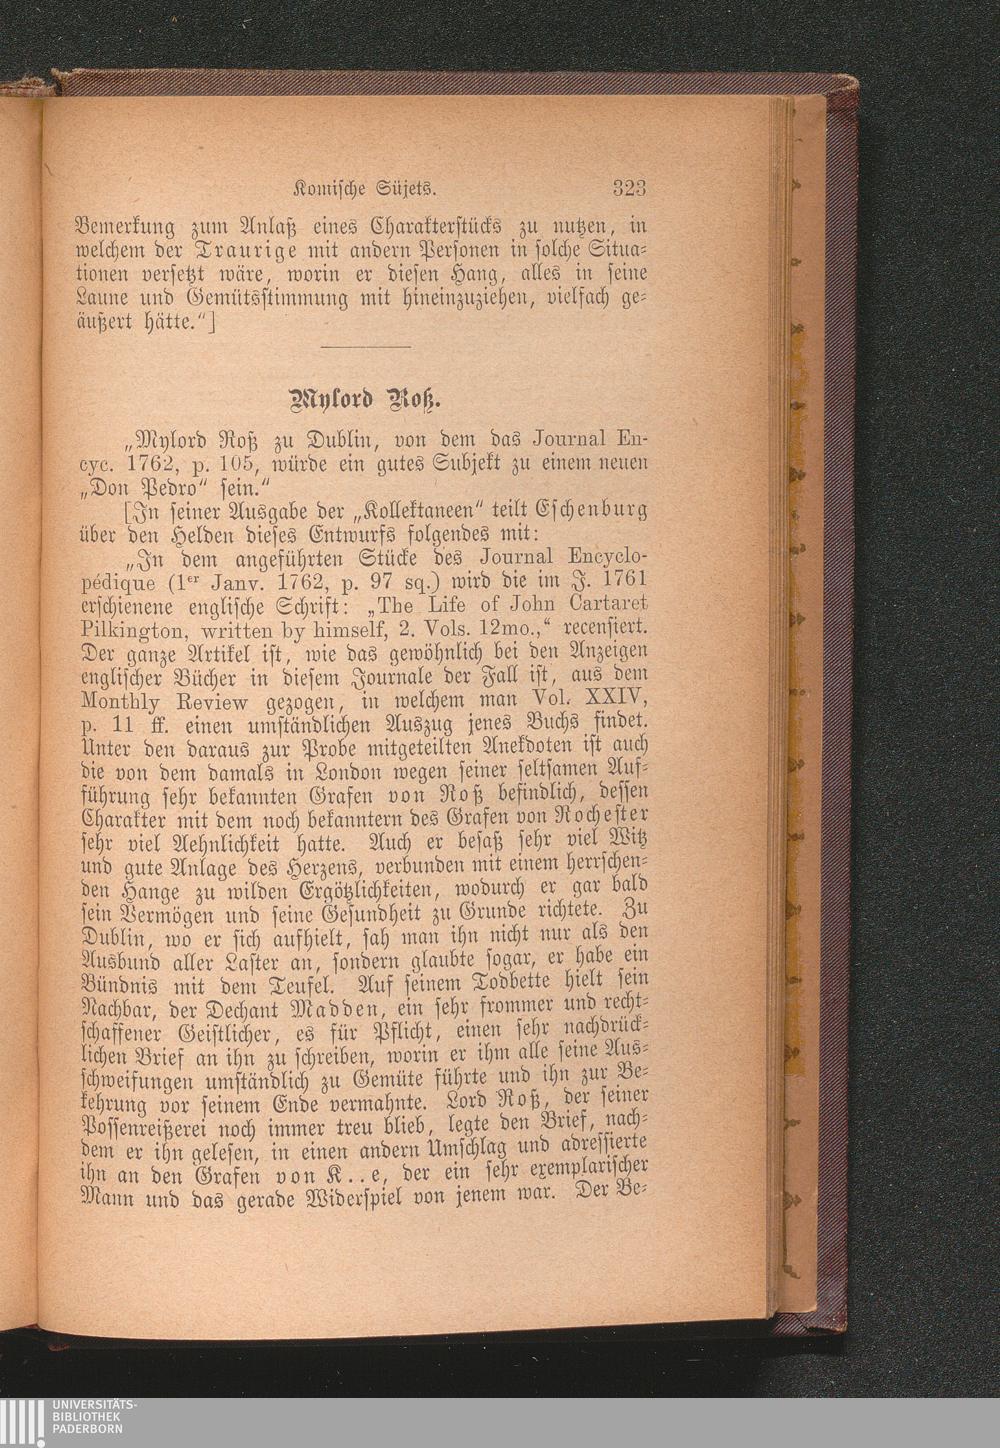 Komische Süjets. 323
Bemerkung zum Anlaß eines Charakterstücks zu nutzen, in
welchem der Traurige mit andern Personen in solche Situa-
tionen versetzt wäre, worin er diesen Hang, alles in seine
Laune und Gemütsstimmung mit hineinzuziehen, vielfach ge-
äußert hätte."]
Mylord Roß.
„Mylord Roß zu Dublin, von dem das Journal En-
cyc. 1762, p. 105, würde ein gutes Subjekt zu einem neuen
„Don Pedro" sein."
[In seiner Ausgabe der „Kollektaneen" teilt Eschenburg
über den Helden dieses Entwurfs folgendes mit:
„In dem angeführten Stücke des Journal Encyclo-
pédique (1er Janv. 1762, p. 97 sq.) wird die im J. 1761
erschienene englische Schrift: „The Life of John Cartaret
Pilkington, written by himself, 2. Vols. 12mo.," recensiert.
Der ganze Artikel ist, wie das gewöhnlich bei den Anzeigen
englischer Bücher in diesem Journale der Fall ist, aus dem
Monthly Review gezogen, in welchem man Vol. XXIV,
p. 11 ff. einen umständlichen Auszug jenes Buchs findet.
Unter den daraus zur Probe mitgeteilten Anekdoten ist auch
die von dem damals in London wegen seiner seltsamen Auf-
führung sehr bekannten Grafen von Roß befindlich, dessen
Charakter mit dem noch bekanntern des Grafen von Rochester
sehr viel Aehnlichkeit hatte. Auch er besaß sehr viel Witz
und gute Anlage des Herzens, verbunden mit einem herrschen-
den Hange zu wilden Ergötzlichkeiten, wodurch er gar bald
sein Vermögen und seine Gesundheit zu Grunde richtete. Zu
Dublin, wo er sich aufhielt, sah man ihn nicht nur als den
Ausbund aller Laster an, sondern glaubte sogar, er habe ein
Bündnis mit dem Teufel. Auf seinem Todbette hielt sein
Nachbar, der Dechant Madden, ein sehr frommer und recht-
schaffener Geistlicher, es für Pflicht, einen sehr nachdrück-
lichen Brief an ihn zu schreiben, worin er ihm alle seine Aus-
schweifungen umständlich zu Gemüte führte und ihn zur Be-
kehrung vor seinem Ende vermahnte. Lord Roß, der seiner
Possenreißerei noch immer treu blieb, legte den Brief, nach-
dem er ihn gelesen, in einen andern Umschlag und adressierte
ihn an den Grafen von K..e, der ein sehr exemplarischer
Mann und das gerade Widerspiel von jenem war. Der Be-
UNIVERSITÄTS-
BIBLIOTHEK
PADERBORN